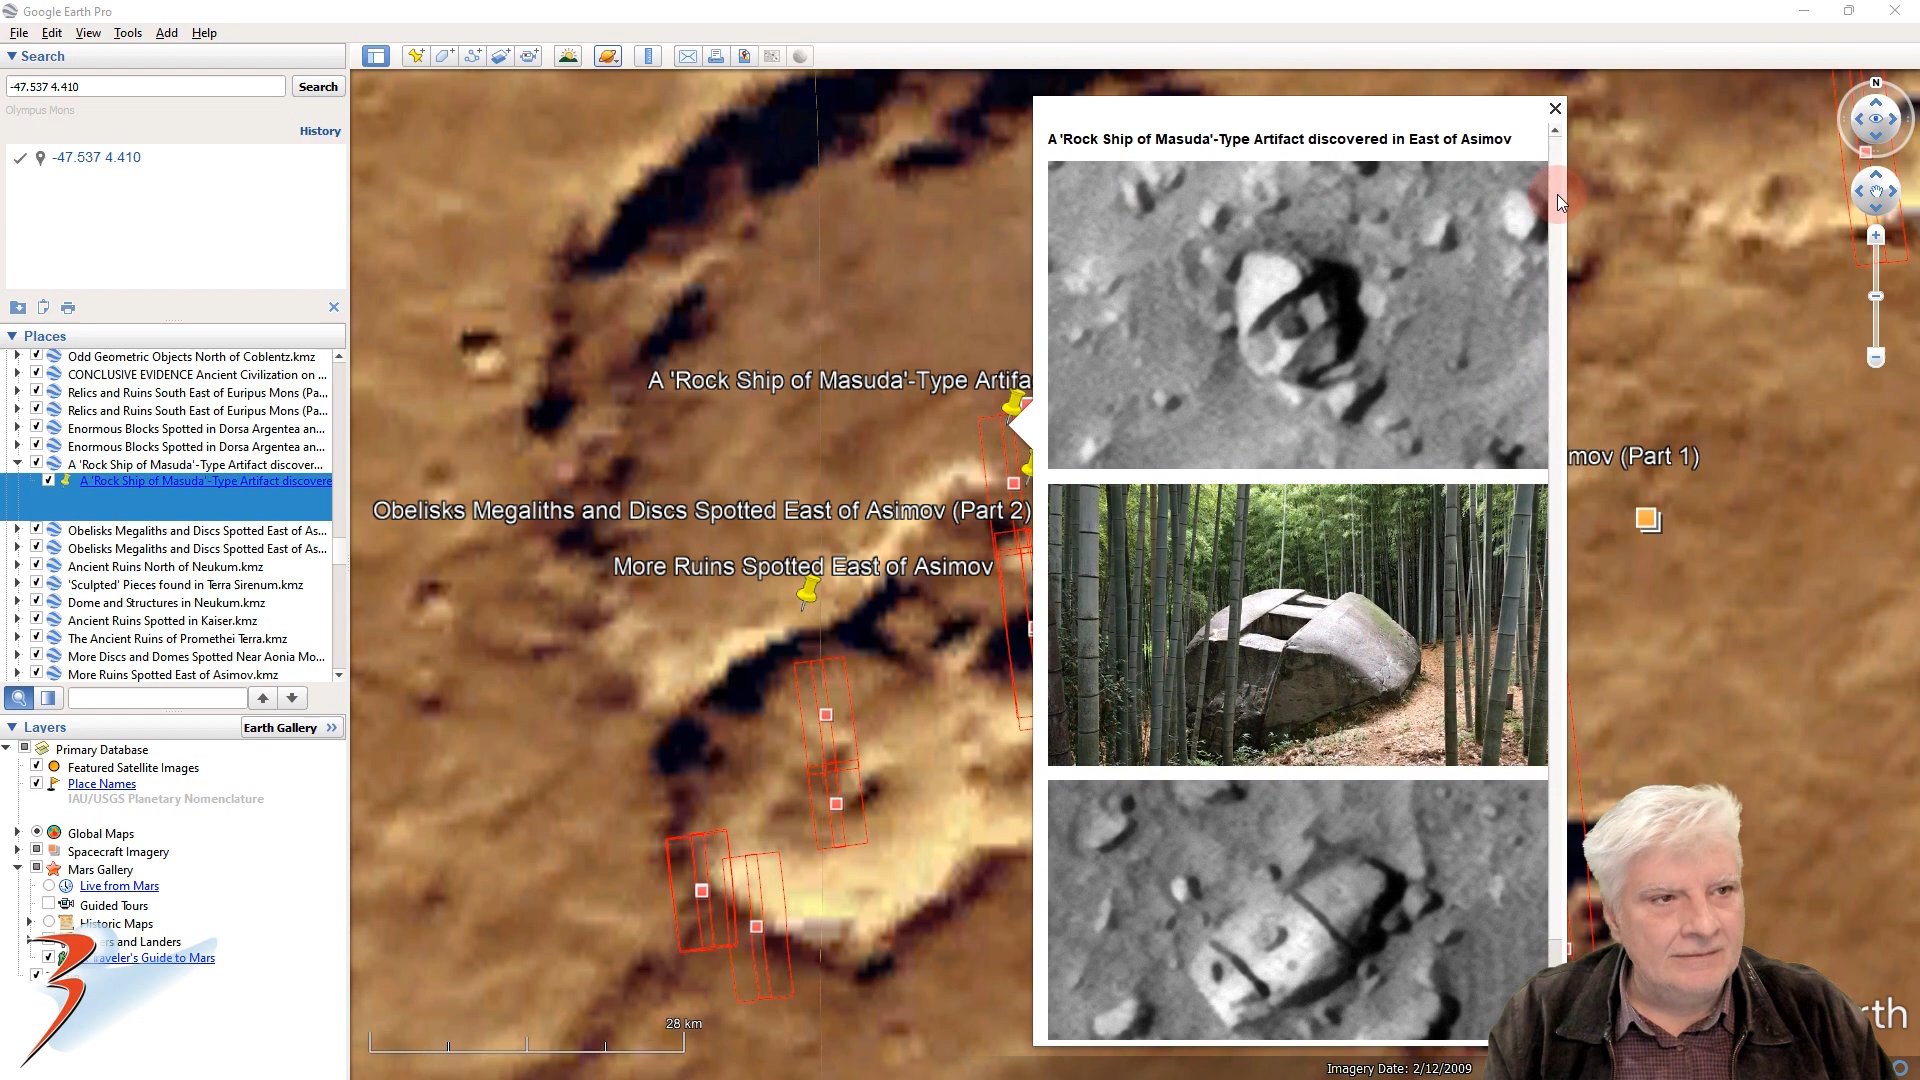 Google Earth Pro
File Edit View Tools Add Help
Search
-47.537 4.410
Search
Olympus Mons
History
-47.537 4.410
Places
Odd Geometric Objects North of Coblentz.kmz
CONCLUSIVE EVIDENCE Ancient Civilization on ...
Relics and Ruins South East of Euripus Mons (Pa...
Relics and Ruins South East of Euripus Mons (Pa...
Enormous Blocks Spotted in Dorsa Argentea an...
Enormous Blocks Spotted in Dorsa Argentea an...
A 'Rock Ship of Masuda'-Type Artifact discover...
A 'Rock Ship of Masuda'-Type Artifact discovere
Obelisks Megaliths and Discs Spotted East of As...
Obelisks Megaliths and Discs Spotted East of As...
Ancient Ruins North of Neukum.kmz
'Sculpted' Pieces found in Terra Sirenum.kmz
Dome and Structures in Neukum.kmz
Ancient Ruins Spotted in Kaiser.kmz
The Ancient Ruins of Promethei Terra.kmz
More Discs and Domes Spotted Near Aonia Mo...
More Ruins Spotted East of Asimov.kmz
Layers
Earth Gallery >>
Primary Database
Featured Satellite Images
Place Names
IAU/USGS Planetary Nomenclature
Global Maps
Spacecraft Imagery
Mars Gallery
Live from Mars
Guided Tours
Historic Maps
ers and Landers
raveler's Guide to Mars
A 'Rock Ship of Masuda'-Type Artifa
Obelisks Megaliths and Discs Spotted East of Asimov (Part 2)
More Ruins Spotted East of Asimov
28 km
A 'Rock Ship of Masuda'-Type Artifact discovered in East of Asimov
N
mov (Part 1)
rth
Imagery Date: 2/12/2009